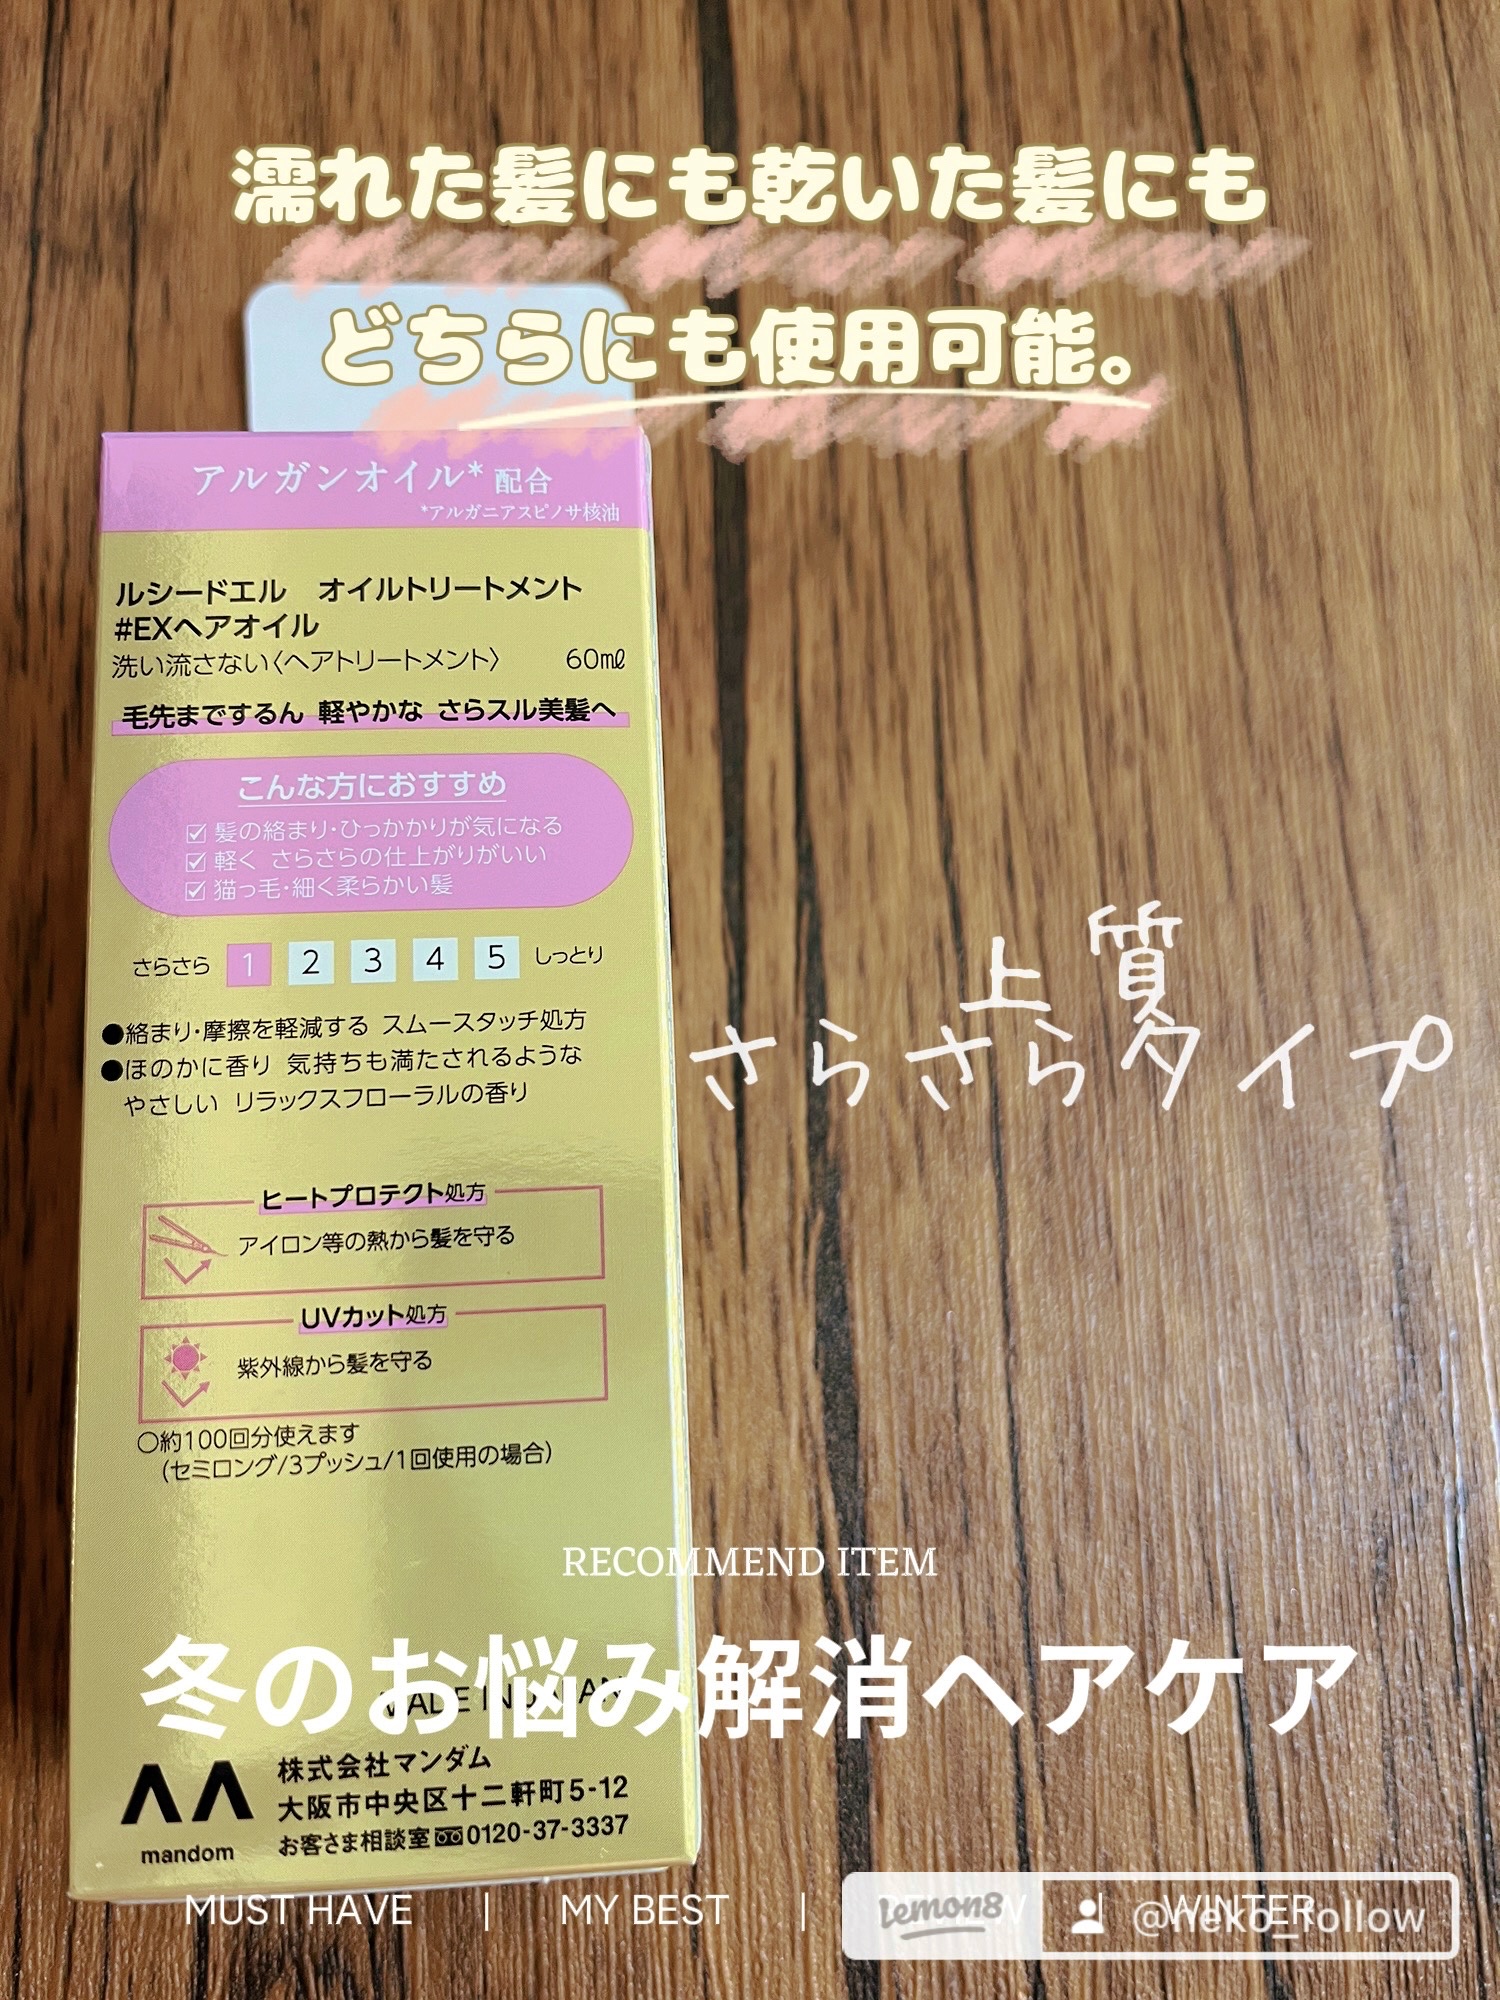 濡れた髪にも乾いた髪にも
どちらにも使用可能。
アルガンオイル* 配合
*アルガニアスピノサ核油
ルシードエル オイルトリートメント
#EXヘアオイル
洗い流さない〈ヘアトリートメント〉 60㎖
毛先までするん 軽やかな さらスル美髪へ
こんな方におすすめ
☑ 髪の絡まり・ひっかかりが気になる
☑ 軽く さらさらの仕上がりがいい
☑ 猫っ毛・細く柔らかい髪
さらさら 1 2 3 4 5 しっとり
●絡まり・摩擦を軽減する スムースタッチ処方
●ほのかに香り 気持ちも満たされるような
やさしい リラックスフローラルの香り
上質
さらさらタイプ
ヒートプロテクト処方
アイロン等の熱から髪を守る
UVカット処方
紫外線から髪を守る
○約100回分使えます
(セミロング/3プッシュ/1回使用の場合)
RECOMMEND ITEM
冬のお悩み解消ヘアケア
MADE IN JAPAN
mandom
株式会社マンダム
大阪市中央区十二軒町5-12
お客さま相談室 0120-37-3337
MUST HAVE | MY BEST | | WINTER
lemon8 @neko_follow